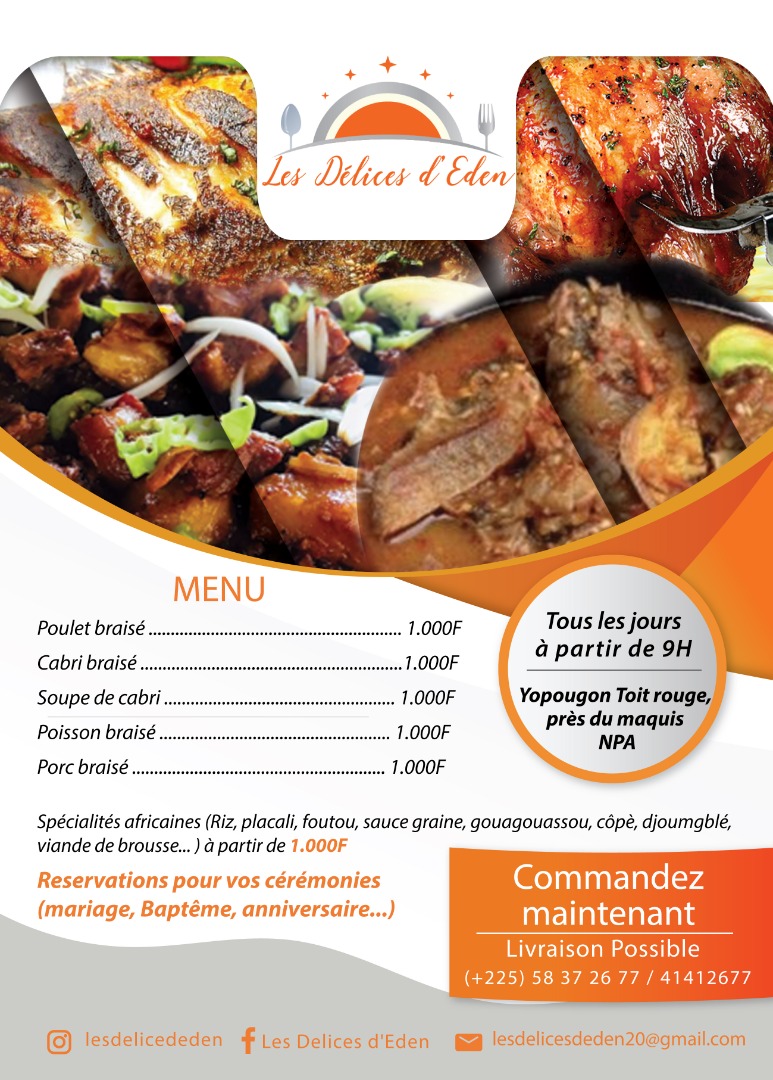 Les Délices d'Eden
MENU
Poulet braisé ................................................................ 1.000F
Cabri braisé ..................................................................1.000F
Soupe de cabri .......................................................... 1.000F
Poisson braisé .......................................................... 1.000F
Porc braisé ................................................................ 1.000F
Tous les jours
à partir de 9H
Yopougon Toit rouge,
près du maquis
NPA
Spécialités africaines (Riz, placali, foutou, sauce graine, gouagouassou, côpè, djoumgblé,
viande de brousse... ) à partir de 1.000F
Reservations pour vos cérémonies
(mariage, Baptême, anniversaire...)
Commandez
maintenant
Livraison Possible
(+225) 58 37 26 77 / 41412677
lesdelicededen Les Delices d'Eden lesdelicesdeden20@gmail.com